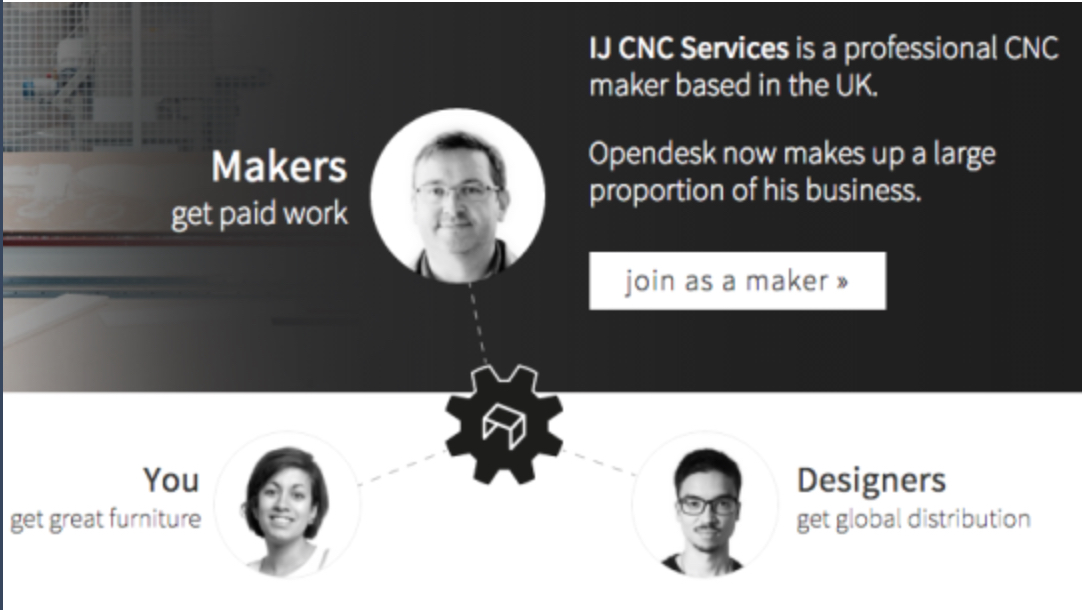 IJ CNC Services is a professional CNC
maker based in the UK.
Opendesk now makes up a large
proportion of his business.
Makers
get paid work
join as a maker »
You
get great furniture
Designers
get global distribution